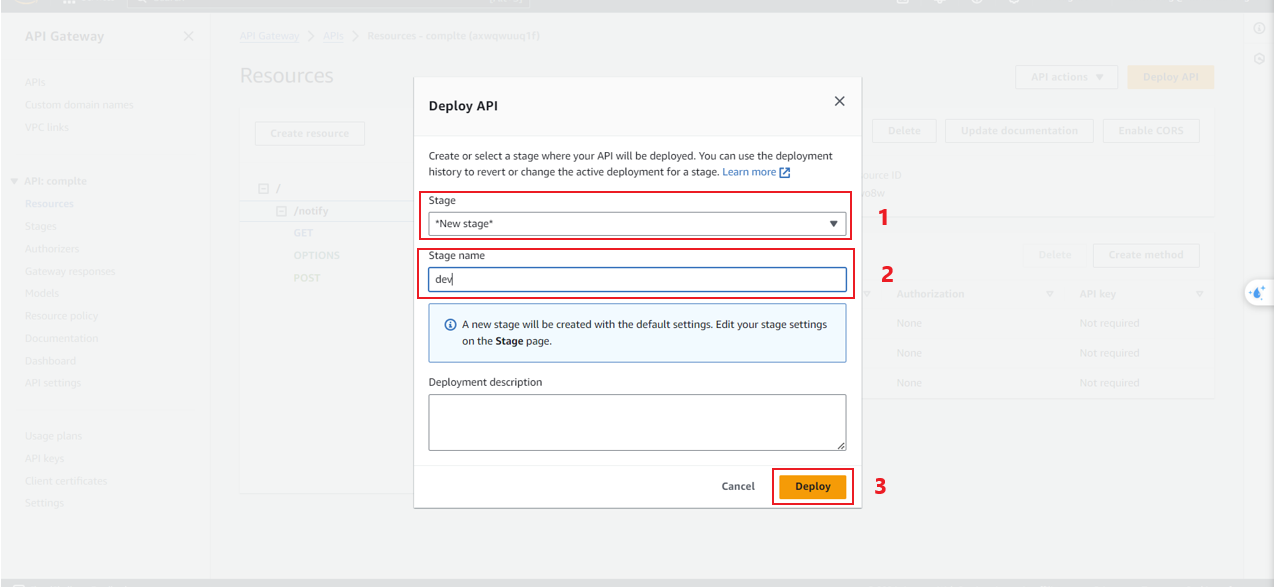 API Gateway
API Gateway
APIs
Resources - complte (axwqwuuq1f)
APIs
Custom domain names
VPC links
API: complte
Resources
Stages
Authorizers
Gateway responses
Models
Resource policy
Documentation
Dashboard
API settings
Usage plans
API keys
Client certificates
Settings
Resources
API actions
Deploy API
Create resource
/
/notify
GET
OPTIONS
POST
Delete
Update documentation
Enable CORS
Delete
Create method
Authorization
API key
None
Not required
None
Not required
None
Not required
Deploy API
Create or select a stage where your API will be deployed. You can use the deployment
history to revert or change the active deployment for a stage. Learn more
Stage
*New stage*
1
Stage name
dev
2
A new stage will be created with the default settings. Edit your stage settings
on the Stage page.
Deployment description
Cancel
Deploy
3